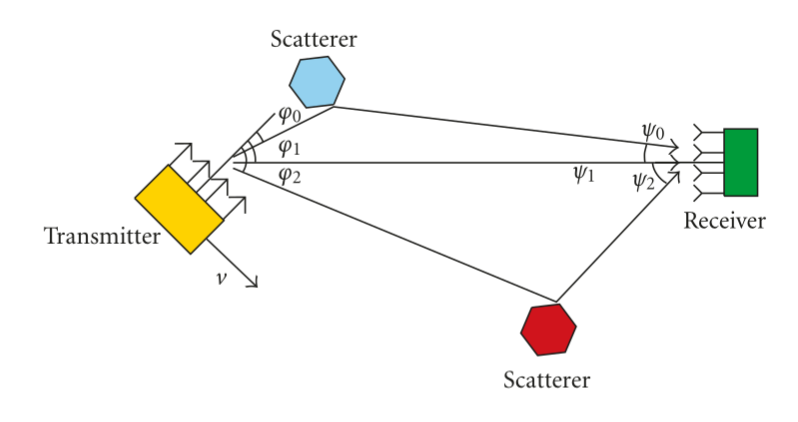 Scatterer
φ0
φ1
φ2
ψ0
ψ1
ψ2
Receiver
Transmitter
ν
Scatterer